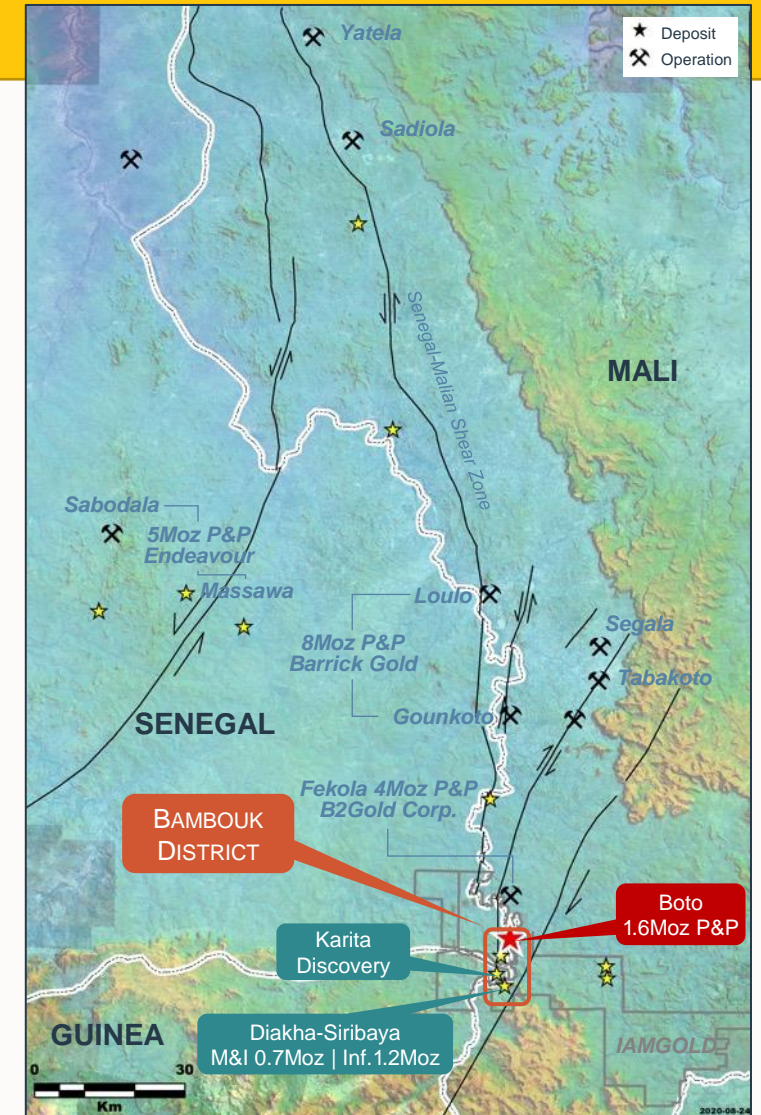 Deposit
Operation
Yatela
Sadiola
Senegal-Malian Shear Zone
MALI
Sabodala
5Moz P&P
Endeavour
Massawa
Loulo
8Moz P&P
Barrick Gold
Segala
Tabakoto
Gounkoto
SENEGAL
Fekola 4Moz P&P
B2Gold Corp.
BAMBOUK
DISTRICT
Boto
1.6Moz P&P
Karita
Discovery
Diakha-Siribaya
M&I 0.7Moz | Inf.1.2Moz
GUINEA
IAMGOLD
0 30
Km
2020-08-24